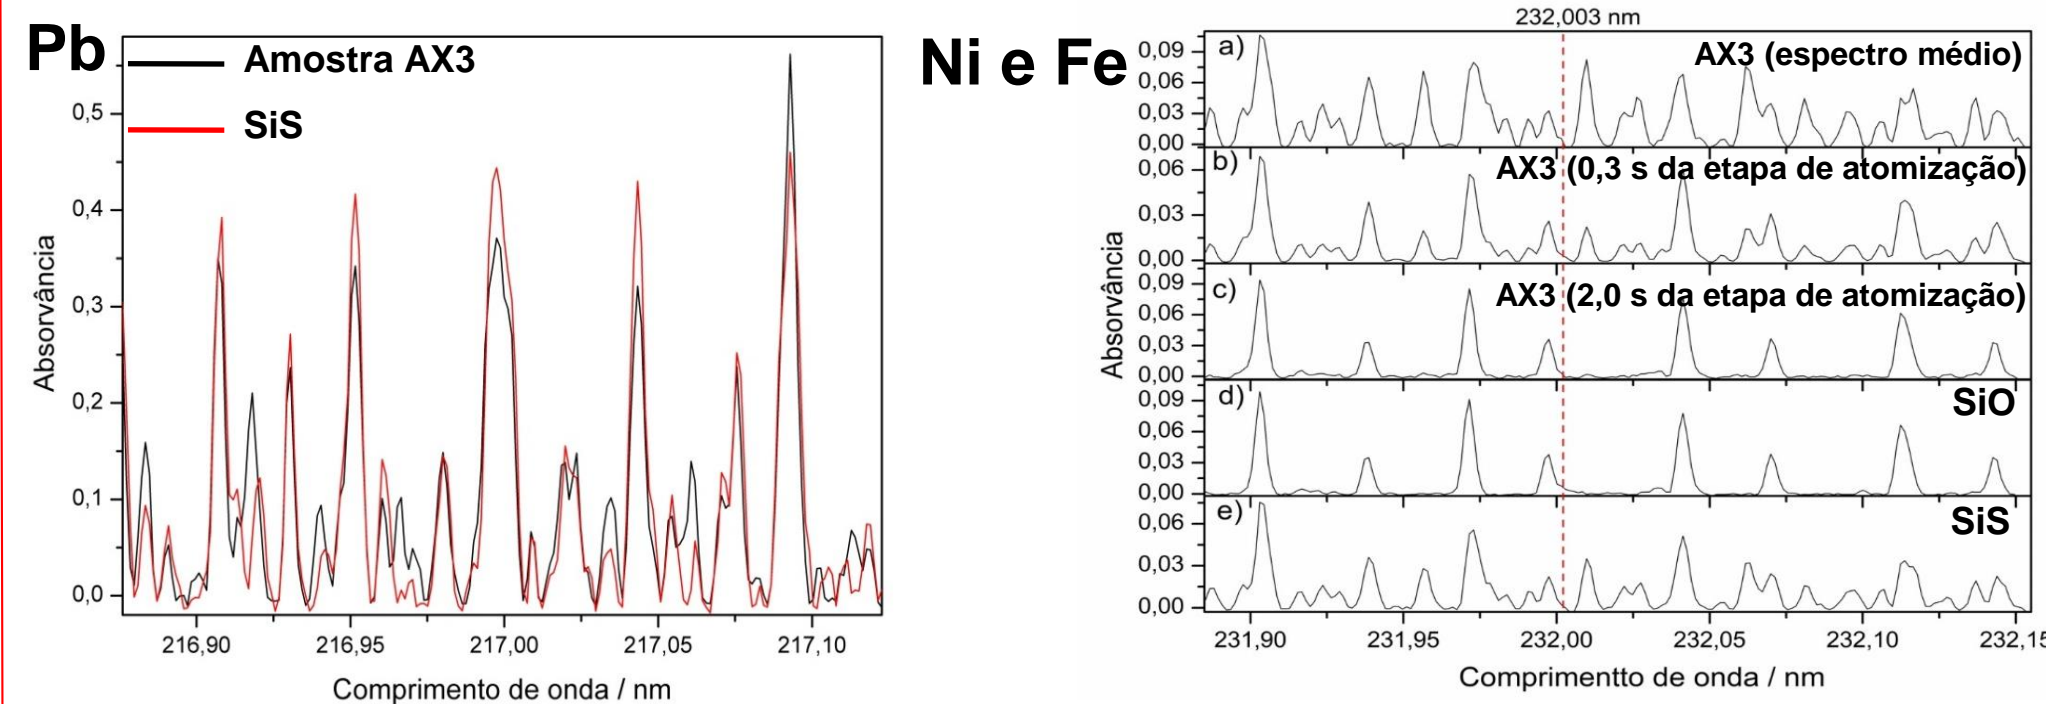 Pb
Amostra AX3
SiS
0,5
0,4
0,3
0,2
0,1
0,0
Absorvância
216,90 216,95 217,00 217,05 217,10
Comprimento de onda / nm
Ni e Fe
232,003 nm
a) AX3 (espectro médio)
0,09
0,06
0,03
0,00
b) AX3 (0,3 s da etapa de atomização)
0,06
0,03
0,00
c) AX3 (2,0 s da etapa de atomização)
0,09
0,06
0,03
0,00
d) SiO
0,09
0,06
0,03
0,00
e) SiS
0,06
0,03
0,00
Absorvância
231,90 231,95 232,00 232,05 232,10 232,15
Comprimentto de onda / nm